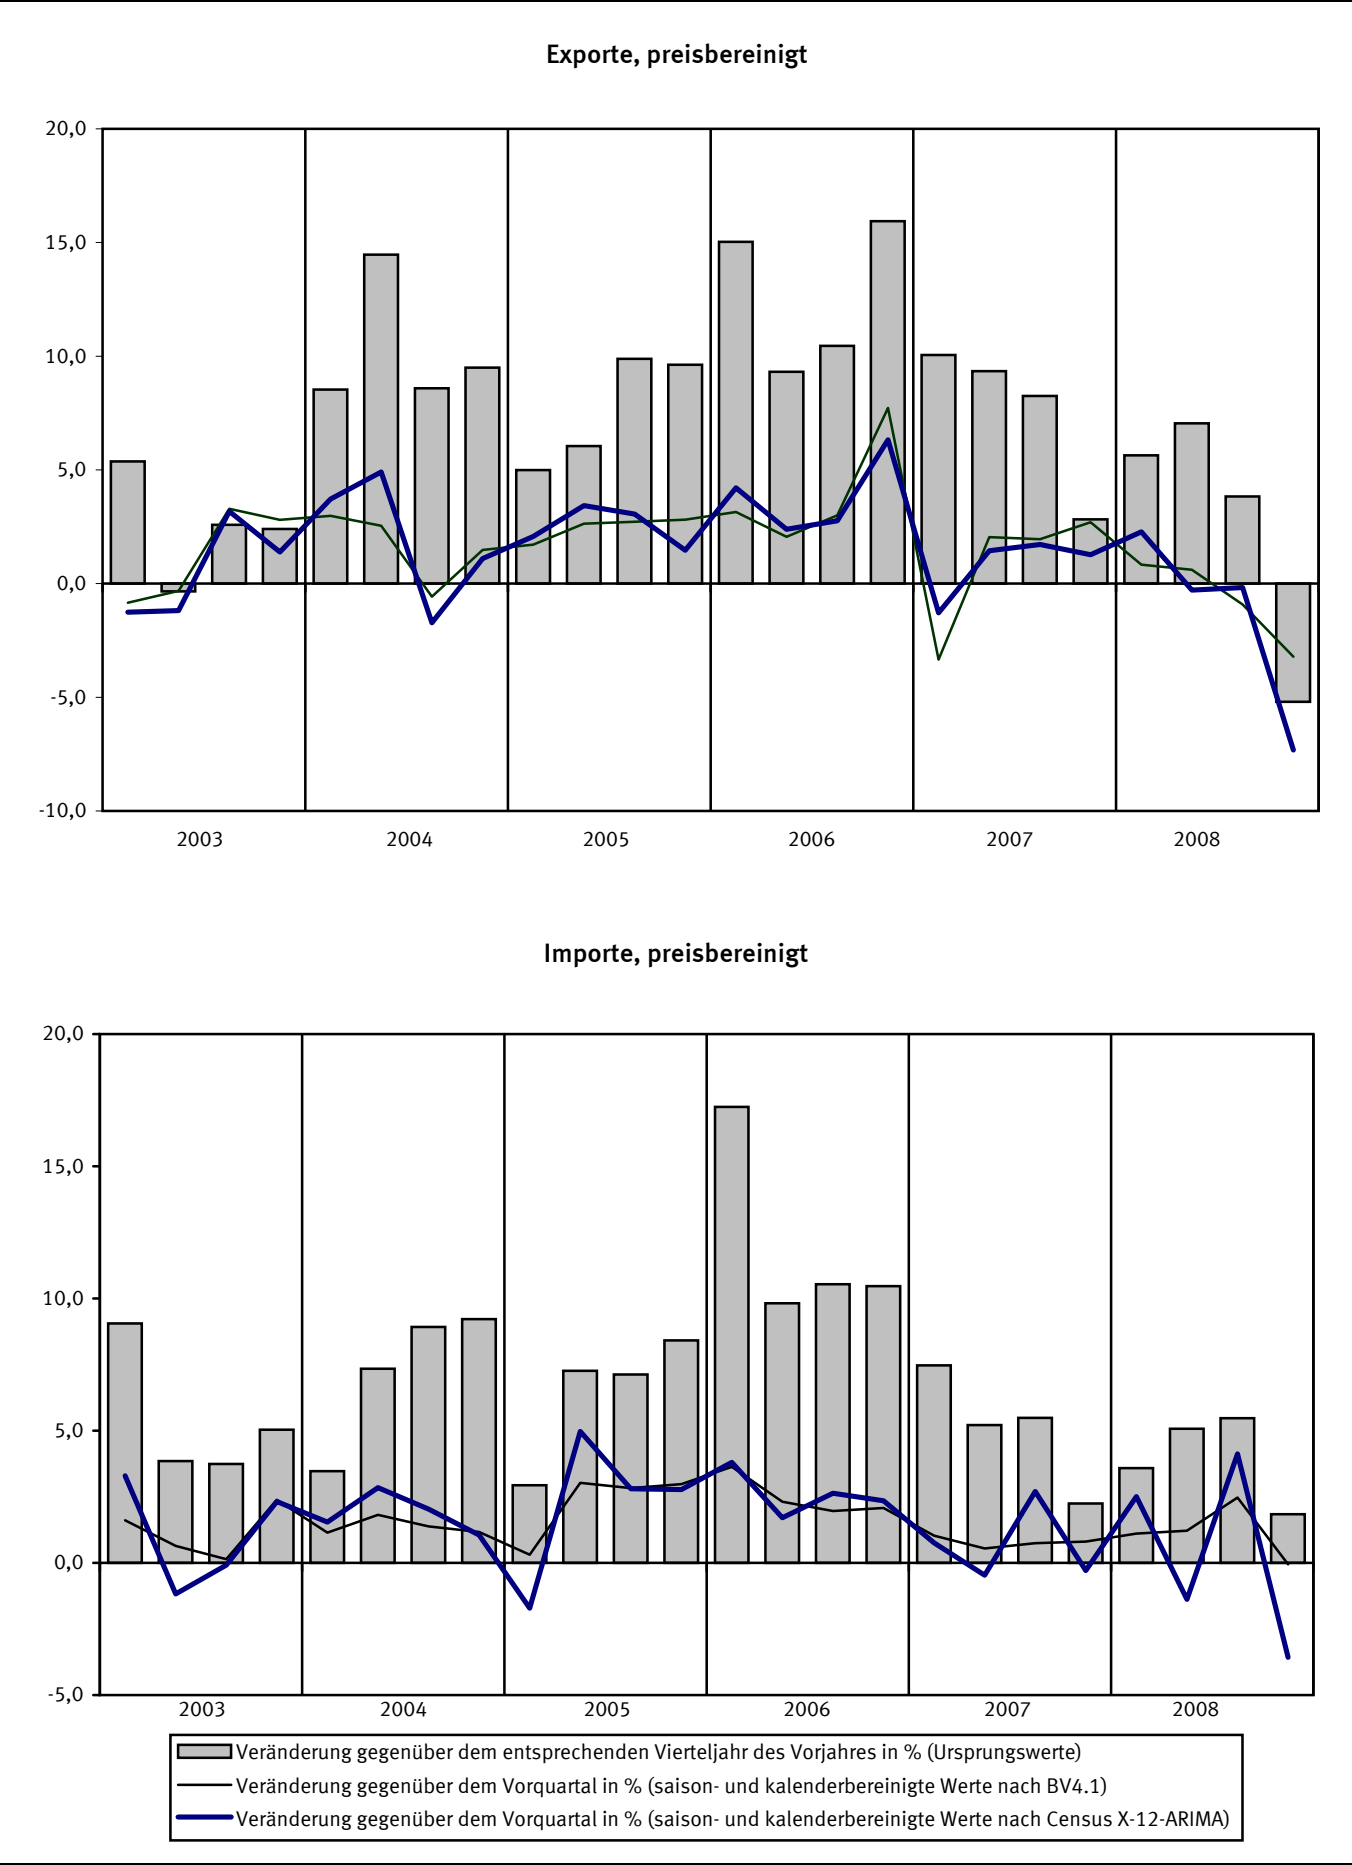 Exporte, preisbereinigt
20,0
15,0
10,0
5,0
0,0
-5,0
-10,0
2003 2004 2005 2006 2007 2008
Importe, preisbereinigt
20,0
15,0
10,0
5,0
0,0
-5,0
2003 2004 2005 2006 2007 2008
Veränderung gegenüber dem entsprechenden Vierteljahr des Vorjahres in % (Ursprungswerte)
Veränderung gegenüber dem Vorquartal in % (saison- und kalenderbereinigte Werte nach BV4.1)
Veränderung gegenüber dem Vorquartal in % (saison- und kalenderbereinigte Werte nach Census X-12-ARIMA)